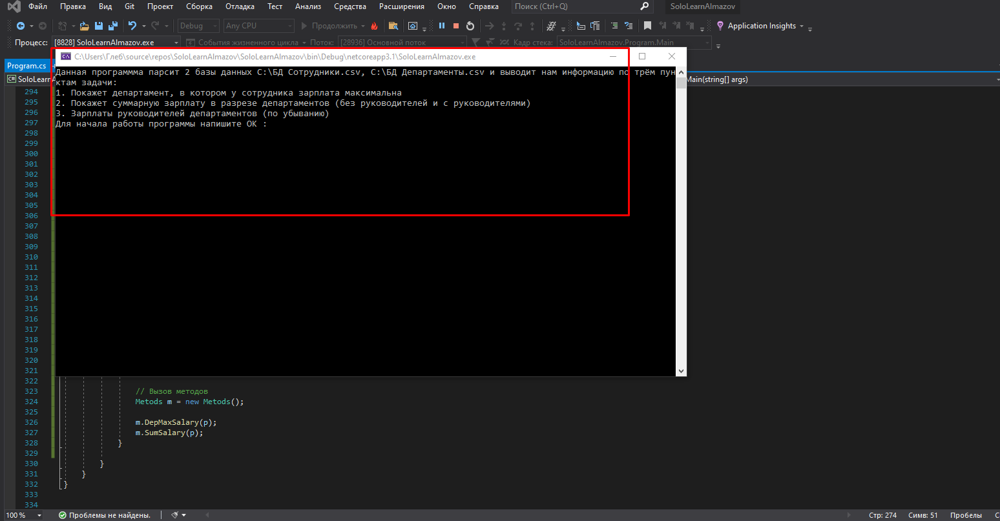 Файл Правка Вид Git Проект Сборка Отладка Тест Анализ Средства Расширения Окно Справка Поиск (Ctrl+Q) SoloLearnAlmazov
Debug Any CPU Продолжить Application Insights
Процесс: [8828] SoloLearnAlmazov.exe События жизненного цикла Поток: [28936] Основной поток Кадр стека: SoloLearnAlmazov.Program.Main
C:\Users\Глеб\source\repos\SoloLearnAlmazov\SoloLearnAlmazov\bin\Debug\netcoreapp3.1\SoloLearnAlmazov.exe
Program.cs
Данная программма парсит 2 базы данных C:\БД Сотрудники.csv, C:\БД Департаменты.csv и выводит нам информацию по трём пун
SoloLearnA Main(string[] args)
ктам задачи:
1. Покажет департамент, в котором у сотрудника зарплата максимальна
2. Покажет суммарную зарплату в разрезе департаментов (без руководителей и с руководителями)
3. Зарплаты руководителей департаментов (по убыванию)
Для начала работы программы напишите ОК :
294
295
296
297
298
299
300
301
302
303
304
305
306
307
308
309
310
311
312
313
314
315
316
317
318
319
320
321
322
323 // Вызов методов
324 Metods m = new Metods();
325
326 m.DepMaxSalary(p);
327 m.SumSalary(p);
328 }
329
330 }
331 }
332 }
333
334
100 % Проблемы не найдены. Стр: 274 Симв: 51 Пробелы C